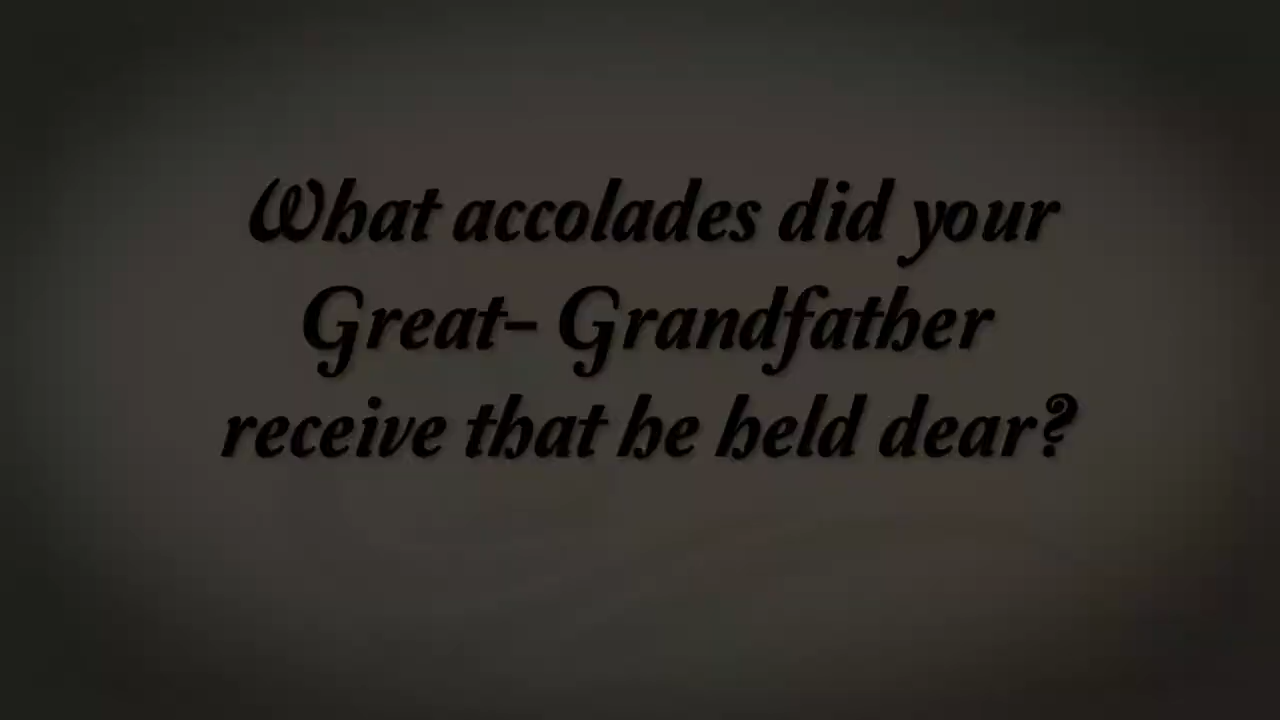 What accolades did your
Great- Grandfather
receive that he held dear?